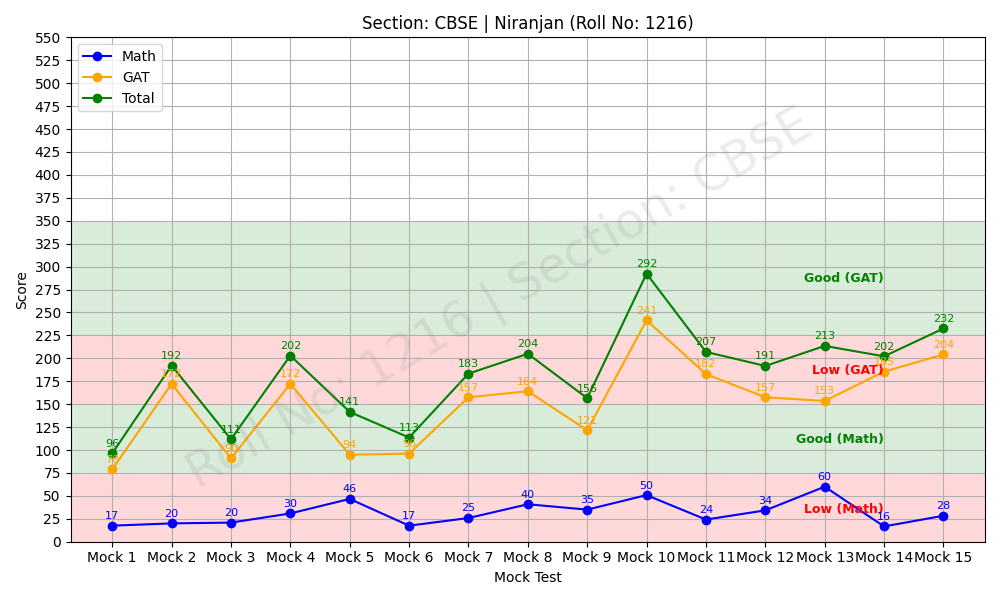 Section: CBSE | Niranjan (Roll No: 1216)
Score
550
525
500
475
450
425
400
375
350
325
300
275
250
225
200
175
150
125
100
75
50
25
0
Math
GAT
Total
Roll No: 1216 | Section: CBSE
Good (GAT)
Low (GAT)
Good (Math)
Low (Math)
96 192 111 202 141 113 183 204 156 292 207 191 213 202 232
172 94 157 164 121 241 182 157 153 185 204
17 20 20 30 46 17 25 40 35 50 24 34 60 16 28
Mock 1 Mock 2 Mock 3 Mock 4 Mock 5 Mock 6 Mock 7 Mock 8 Mock 9 Mock 10 Mock 11 Mock 12 Mock 13 Mock 14 Mock 15
Mock Test